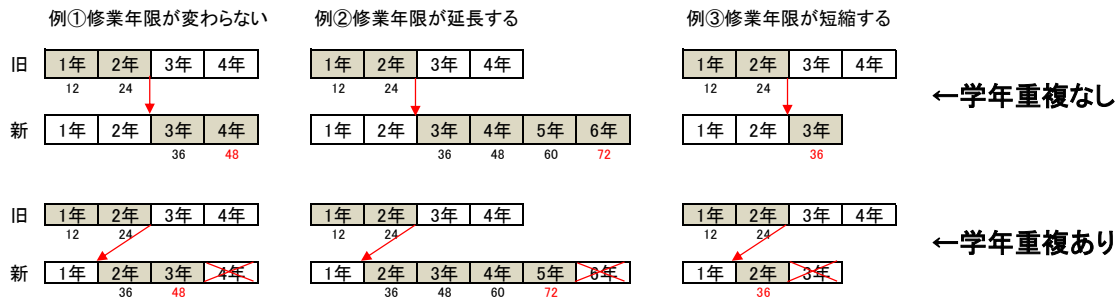 例①修業年限が変わらない 例②修業年限が延長する 例③修業年限が短縮する
旧 1年 2年 3年 4年 1年 2年 3年 4年 1年 2年 3年 4年
12 24 12 24 12 24
←学年重複なし
新 1年 2年 3年 4年 1年 2年 3年 4年 5年 6年 1年 2年 3年
36 48 36 48 60 72 36
旧 1年 2年 3年 4年 1年 2年 3年 4年 1年 2年 3年 4年
12 24 12 24 12 24
←学年重複あり
新 1年 2年 3年 4年 1年 2年 3年 4年 5年 6年 1年 2年 3年
36 48 36 48 60 72 36